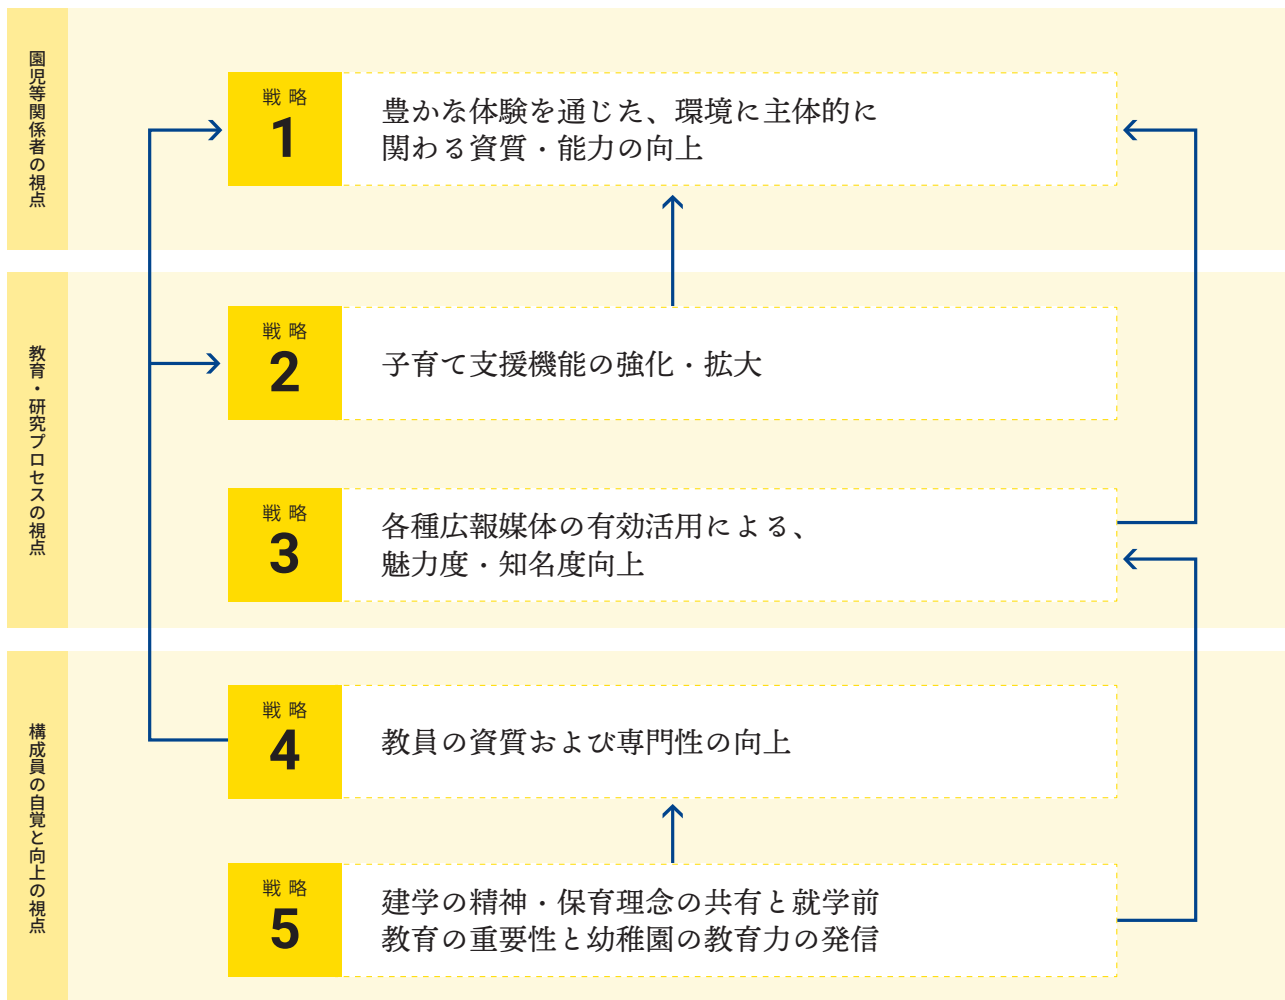 園児等関係者の視点
戦略
1
豊かな体験を通じた、環境に主体的に
関わる資質・能力の向上
教育・研究プロセスの視点
戦略
2
子育て支援機能の強化・拡大
戦略
3
各種広報媒体の有効活用による、
魅力度・知名度向上
構成員の自覚と向上の視点
戦略
4
教員の資質および専門性の向上
戦略
5
建学の精神・保育理念の共有と就学前
教育の重要性と幼稚園の教育力の発信